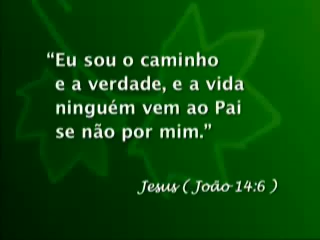 “Eu sou o caminho
e a verdade, e a vida
ninguém vem ao Pai
se não por mim.”
Jesus ( João 14:6 )